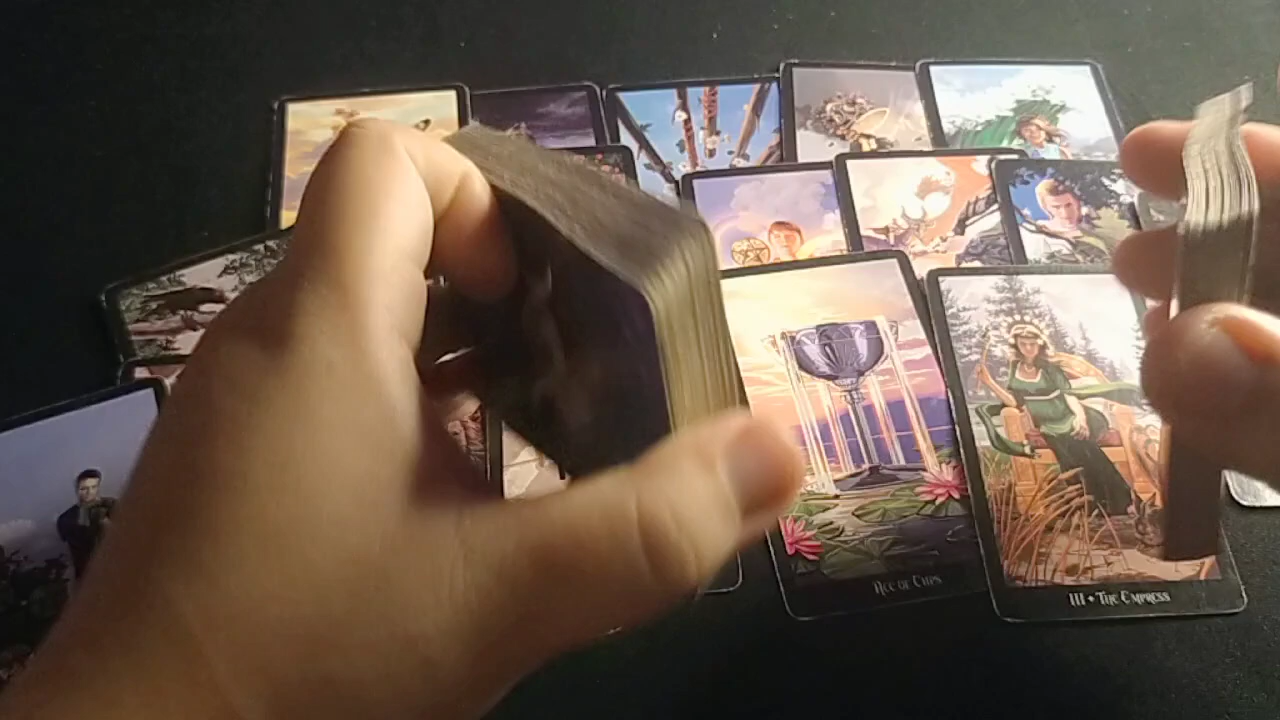 ACE OF CUPS
III • THE EMPRESS